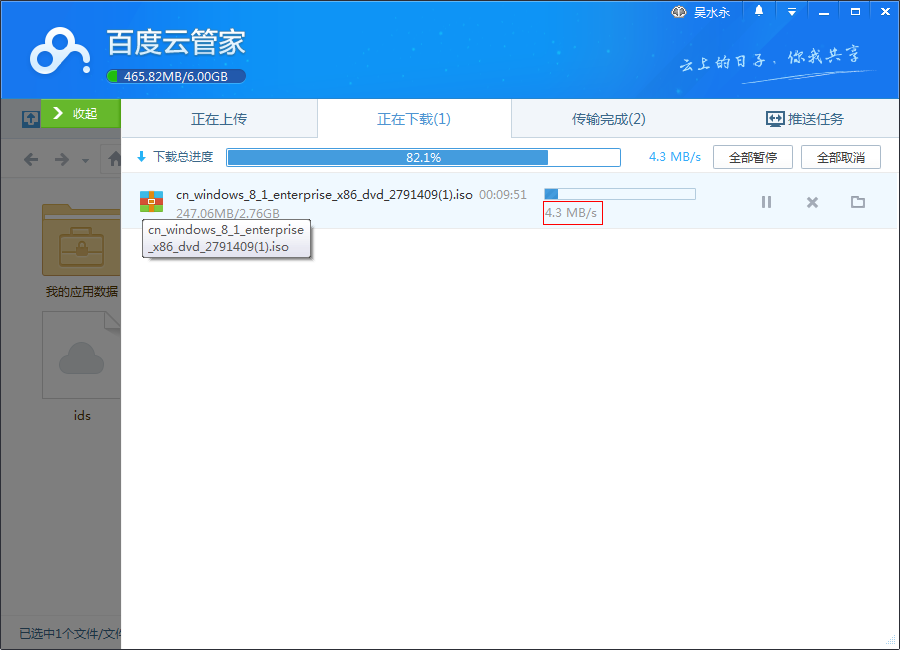 吴水永
百度云管家
465.82MB/6.00GB
云上的日子、你我共享
收起
正在上传
正在下载(1)
传输完成(2)
推送任务
下载总进度
82.1%
4.3 MB/s
全部暂停
全部取消
cn_windows_8_1_enterprise_x86_dvd_2791409(1).iso
00:09:51
247.06MB/2.76GB
4.3 MB/s
cn_windows_8_1_enterprise
_x86_dvd_2791409(1).iso
我的应用数据
ids
已选中1个文件/文件